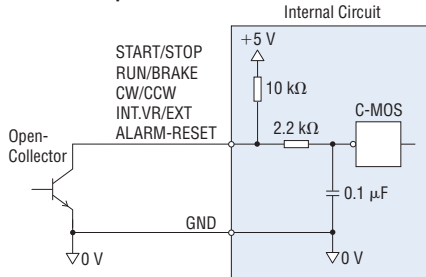 Internal Circuit
+5 V
START/STOP
RUN/BRAKE
CW/CCW
INT.VR/EXT
ALARM-RESET
10 kΩ
C-MOS
2.2 kΩ
Open-
Collector
0.1 µF
GND
0 V
0 V